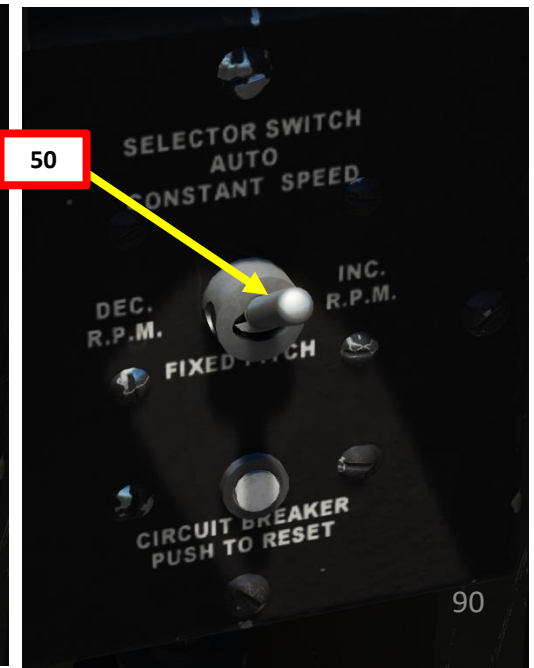 SELECTOR SWITCH
AUTO
CONSTANT SPEED
50
DEC.
R.P.M.
INC.
R.P.M.
FIXED PITCH
CIRCUIT BREAKER
PUSH TO RESET
90